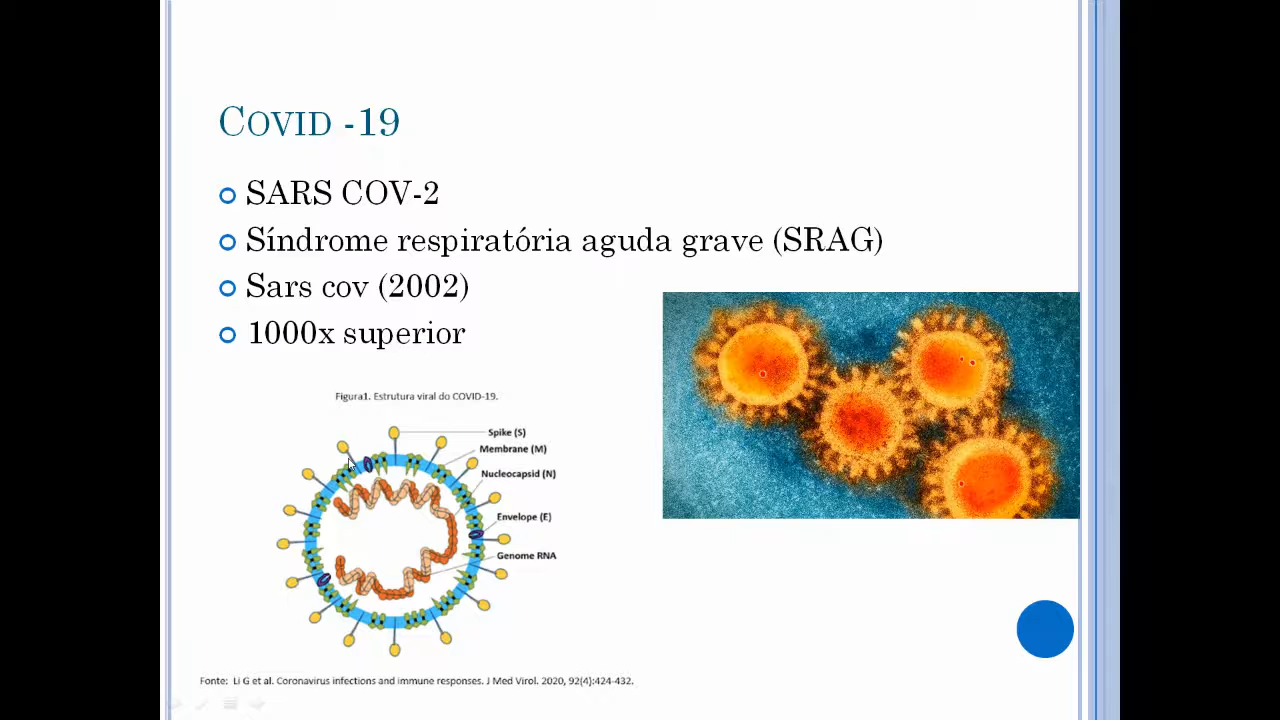 COVID -19
SARS COV-2
Síndrome respiratória aguda grave (SRAG)
Sars cov (2002)
1000x superior
Figura1. Estrutura viral do COVID-19.
Spike (S)
Membrane (M)
Nucleocapsid (N)
Envelope (E)
Genome RNA
Fonte: Li G et al. Coronavirus infections and immune responses. J Med Virol. 2020, 92(4):424-432.